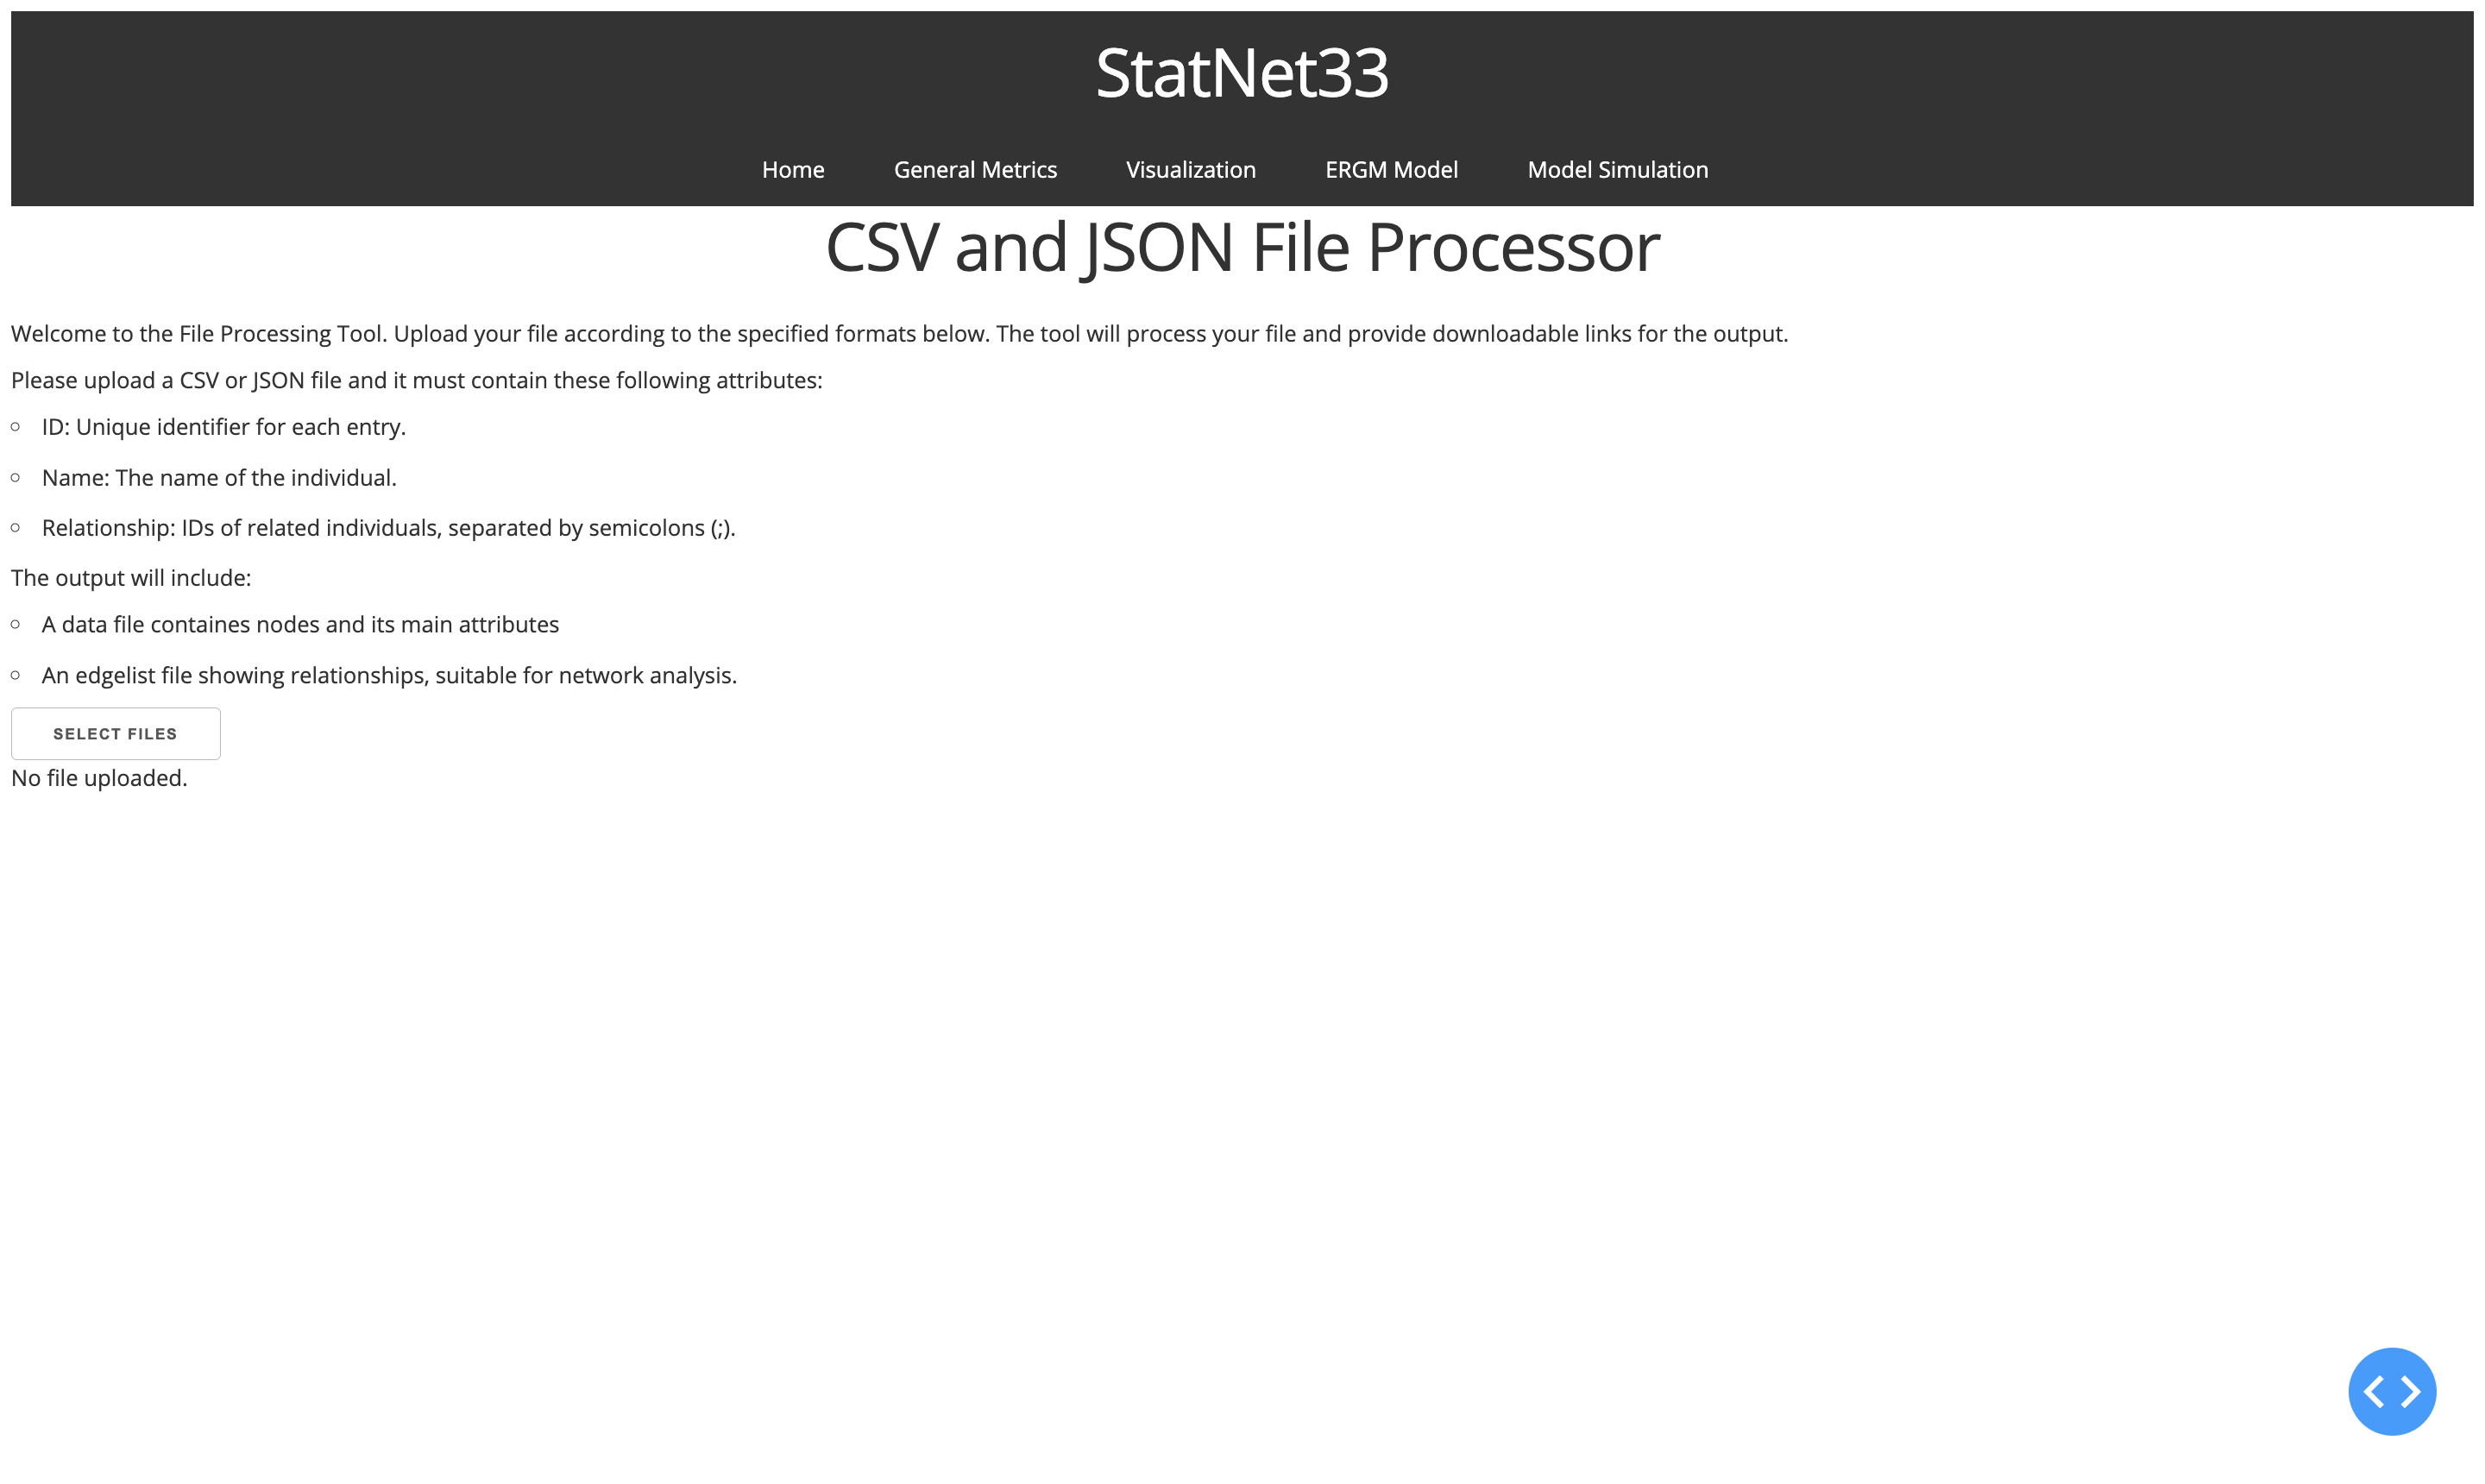 StatNet33
Home General Metrics Visualization ERGM Model Model Simulation
CSV and JSON File Processor
Welcome to the File Processing Tool. Upload your file according to the specified formats below. The tool will process your file and provide downloadable links for the output.
Please upload a CSV or JSON file and it must contain these following attributes:
ID: Unique identifier for each entry.
Name: The name of the individual.
Relationship: IDs of related individuals, separated by semicolons (;).
The output will include:
A data file containes nodes and its main attributes
An edgelist file showing relationships, suitable for network analysis.
SELECT FILES
No file uploaded.